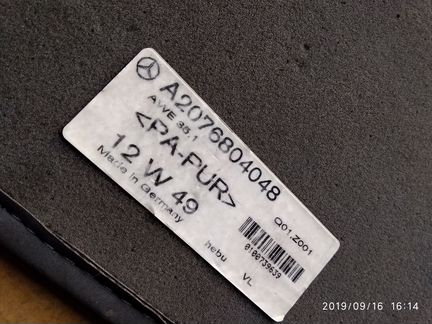 A2076804048
AWE 35.1
<PA-PUR>
12 W 49
Made in Germany
Q01,Z001
0100739639
hebu
VL
2019/09/16 16:14